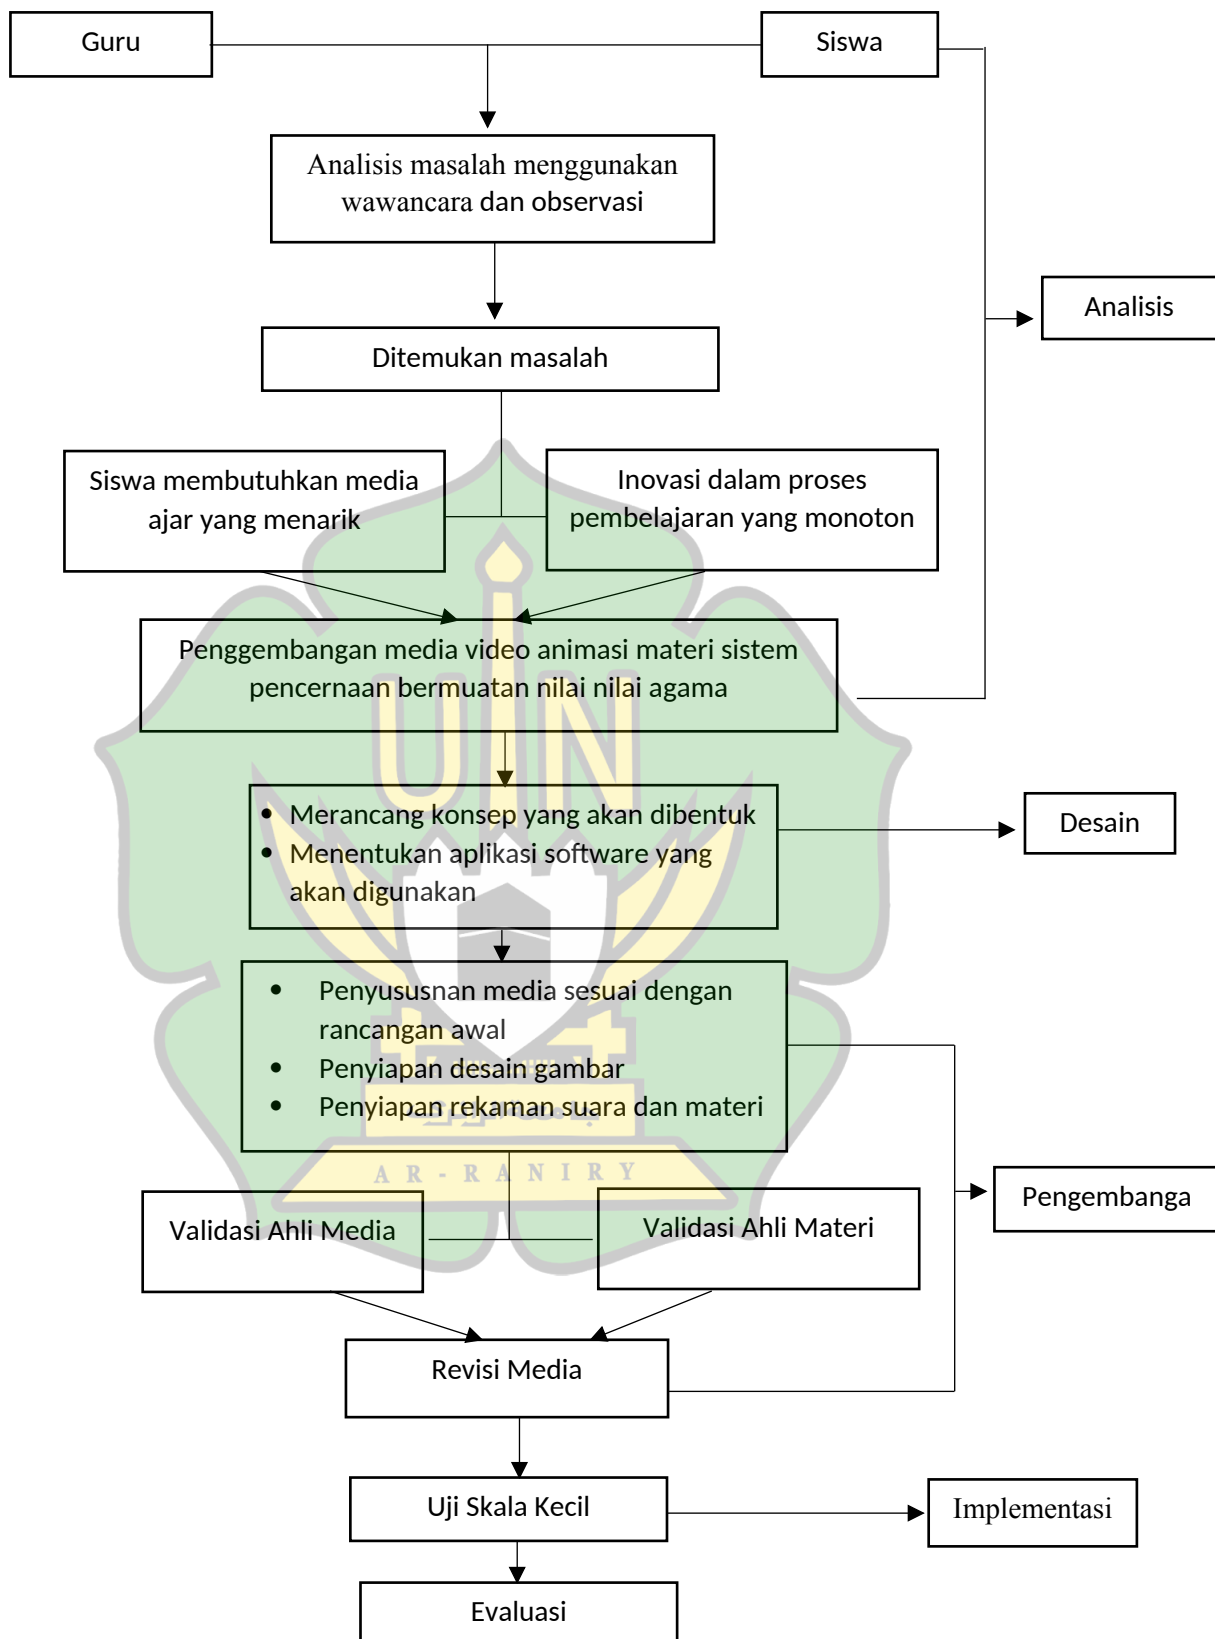 Guru
Siswa
Analisis masalah menggunakan
wawancara dan observasi
Analisis
Ditemukan masalah
Siswa membutuhkan media
ajar yang menarik
Inovasi dalam proses
pembelajaran yang monoton
Penggembangan media video animasi materi sistem
pencernaan bermuatan nilai nilai agama
UIN
• Merancang konsep yang akan dibentuk
• Menentukan aplikasi software yang
akan digunakan
Desain
• Penyususnan media sesuai dengan
rancangan awal
• Penyiapan desain gambar
• Penyiapan rekaman suara dan materi
AR-RANIRY
Pengembanga
Validasi Ahli Media
Validasi Ahli Materi
Revisi Media
Uji Skala Kecil
Implementasi
Evaluasi